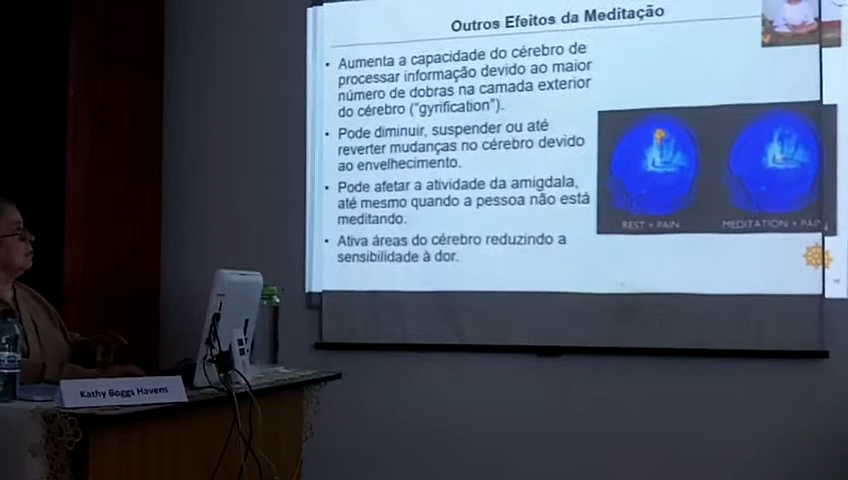 Outros Efeitos da Meditação
• Aumenta a capacidade do cérebro de
processar informação devido ao maior
número de dobras na camada exterior
do cérebro ("gyrification").
• Pode diminuir, suspender ou até
reverter mudanças no cérebro devido
ao envelhecimento.
• Pode afetar a atividade da amigdala,
até mesmo quando a pessoa não está
meditando.
• Ativa áreas do cérebro reduzindo a
sensibilidade à dor.
REST + PAIN
MEDITATION + PAIN
Kathy Boggs Havens